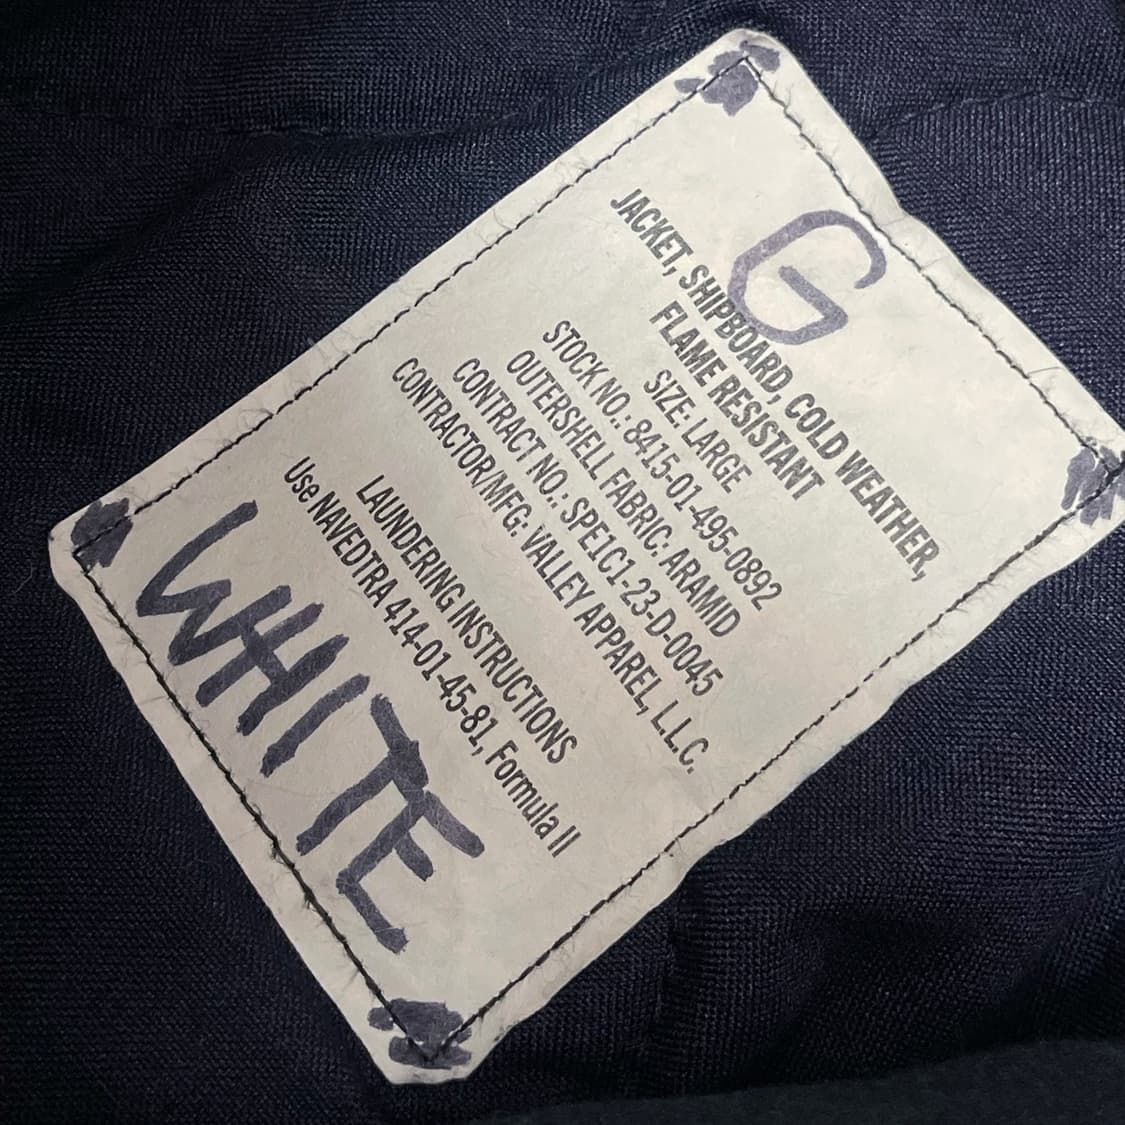 G
JACKET, SHIPBOARD, COLD WEATHER,
FLAME RESISTANT
SIZE: LARGE
STOCK NO.: 8415-01-495-0892
OUTERSHELL FABRIC: ARAMID
CONTRACT NO.: SPE1C1-23-D-0045
CONTRACTOR/MFG: VALLEY APPAREL, L.L.C.
LAUNDERING INSTRUCTIONS
Use NAVEDTRA 414-01-45-81, Formula II
WHITE